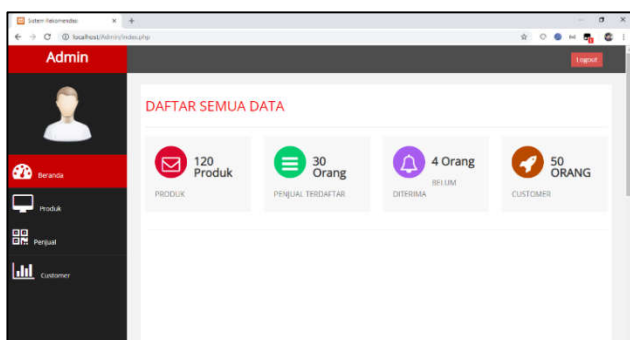 Sistem Rekomendasi
localhost/Admin/index.php
Admin
Logout
DAFTAR SEMUA DATA
120
Produk
PRODUK
30
Orang
PENJUAL TERDAFTAR
4 Orang
BELUM
DITERIMA
50
ORANG
CUSTOMER
Beranda
Produk
Penjual
Customer